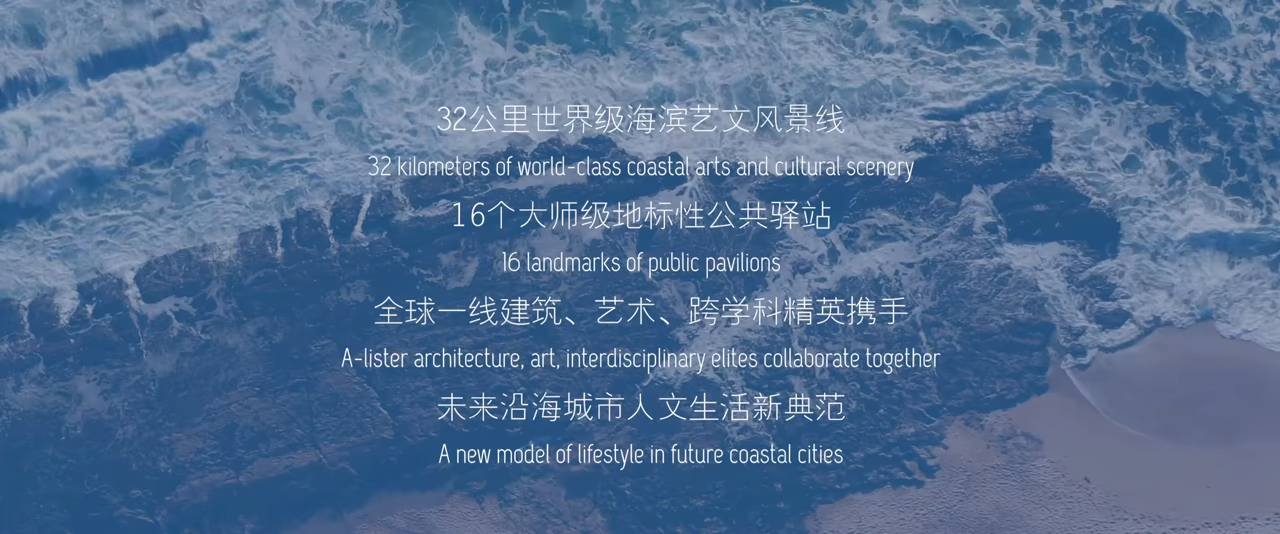 32公里世界级海滨艺文风景线
32 kilometers of world-class coastal arts and cultural scenery
16个大师级地标性公共驿站
16 landmarks of public pavilions
全球一线建筑、艺术、跨学科精英携手
A-lister architecture, art, interdisciplinary elites collaborate together
未来沿海城市人文生活新典范
A new model of lifestyle in future coastal cities